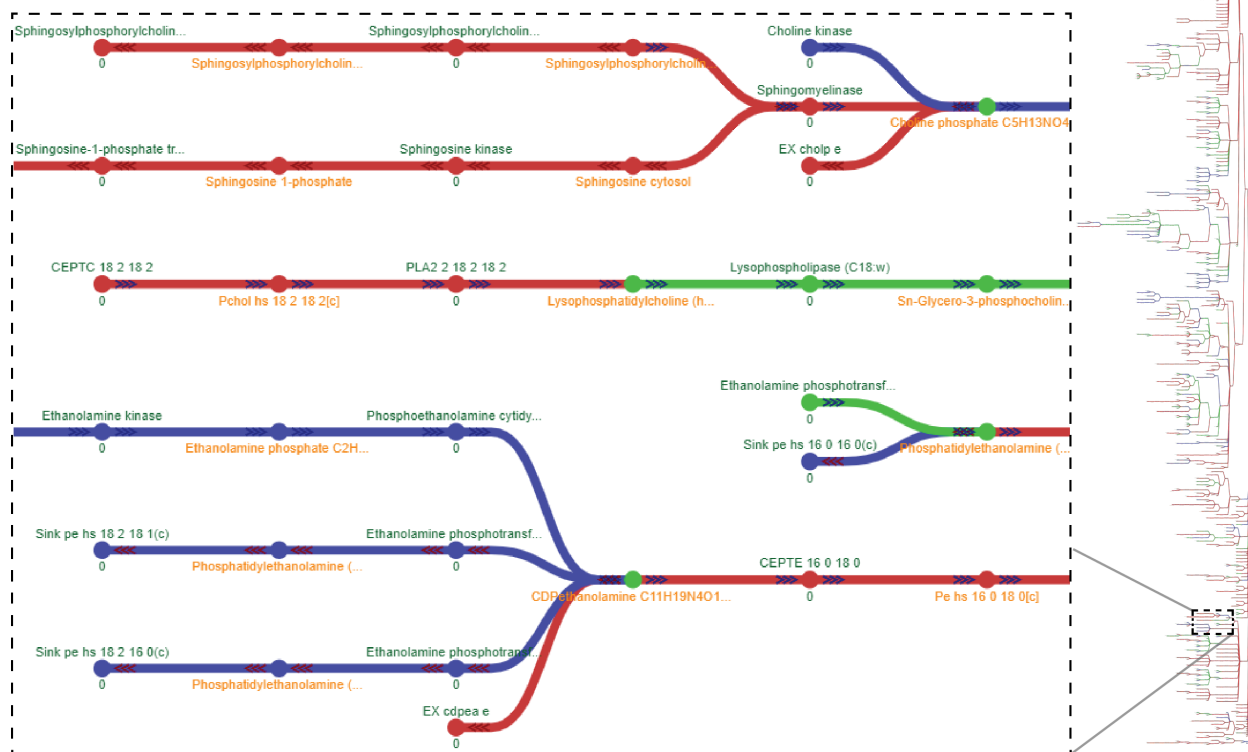 Sphingosylphosphorylcholin...
Sphingosylphosphorylcholin...
Choline kinase
0
Sphingosylphosphorylcholin...
0
Sphingosylphosphorylcholin...
0
Sphingomyelinase
0
Choline phosphate C5H13NO4
Sphingosine-1-phosphate tr...
Sphingosine kinase
EX cholp e
0
Sphingosine 1-phosphate
0
Sphingosine cytosol
0
CEPTC 18 2 18 2
PLA2 2 18 2 18 2
Lysophospholipase (C18:w)
0
Pchol hs 18 2 18 2[c]
0
Lysophosphatidylcholine (h...
0
Sn-Glycero-3-phosphocholin...
Ethanolamine phosphotransf...
0
Ethanolamine kinase
Phosphoethanolamine cytidy...
0
Ethanolamine phosphate C2H...
0
Sink pe hs 16 0 16 0(c)
0
Phosphatidylethanolamine (...
Sink pe hs 18 2 18 1(c)
Ethanolamine phosphotransf...
0
Phosphatidylethanolamine (...
0
CEPTE 16 0 18 0
CDPethanolamine C11H19N4O1...
0
Pe hs 16 0 18 0[c]
Sink pe hs 18 2 16 0(c)
Ethanolamine phosphotransf...
0
Phosphatidylethanolamine (...
0
EX cdpea e
0